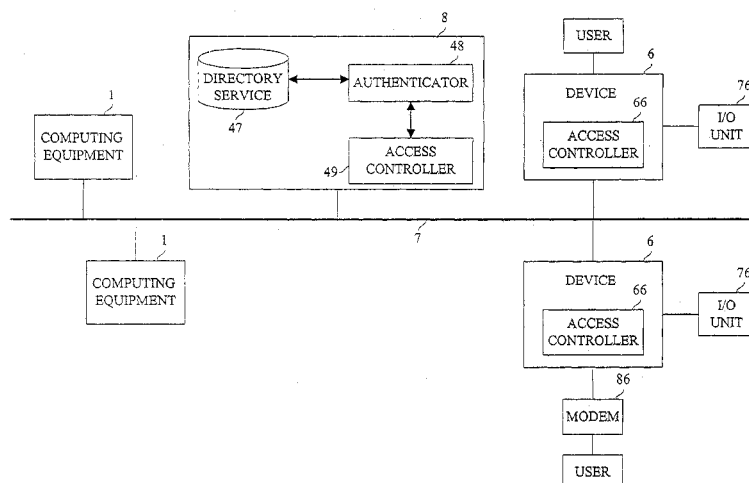 8
48
DIRECTORY
SERVICE
47
AUTHENTICATOR
49
ACCESS
CONTROLLER
1
COMPUTING
EQUIPMENT
USER
6
DEVICE
66
ACCESS
CONTROLLER
76
I/O
UNIT
7
1
COMPUTING
EQUIPMENT
6
DEVICE
66
ACCESS
CONTROLLER
76
I/O
UNIT
86
MODEM
USER